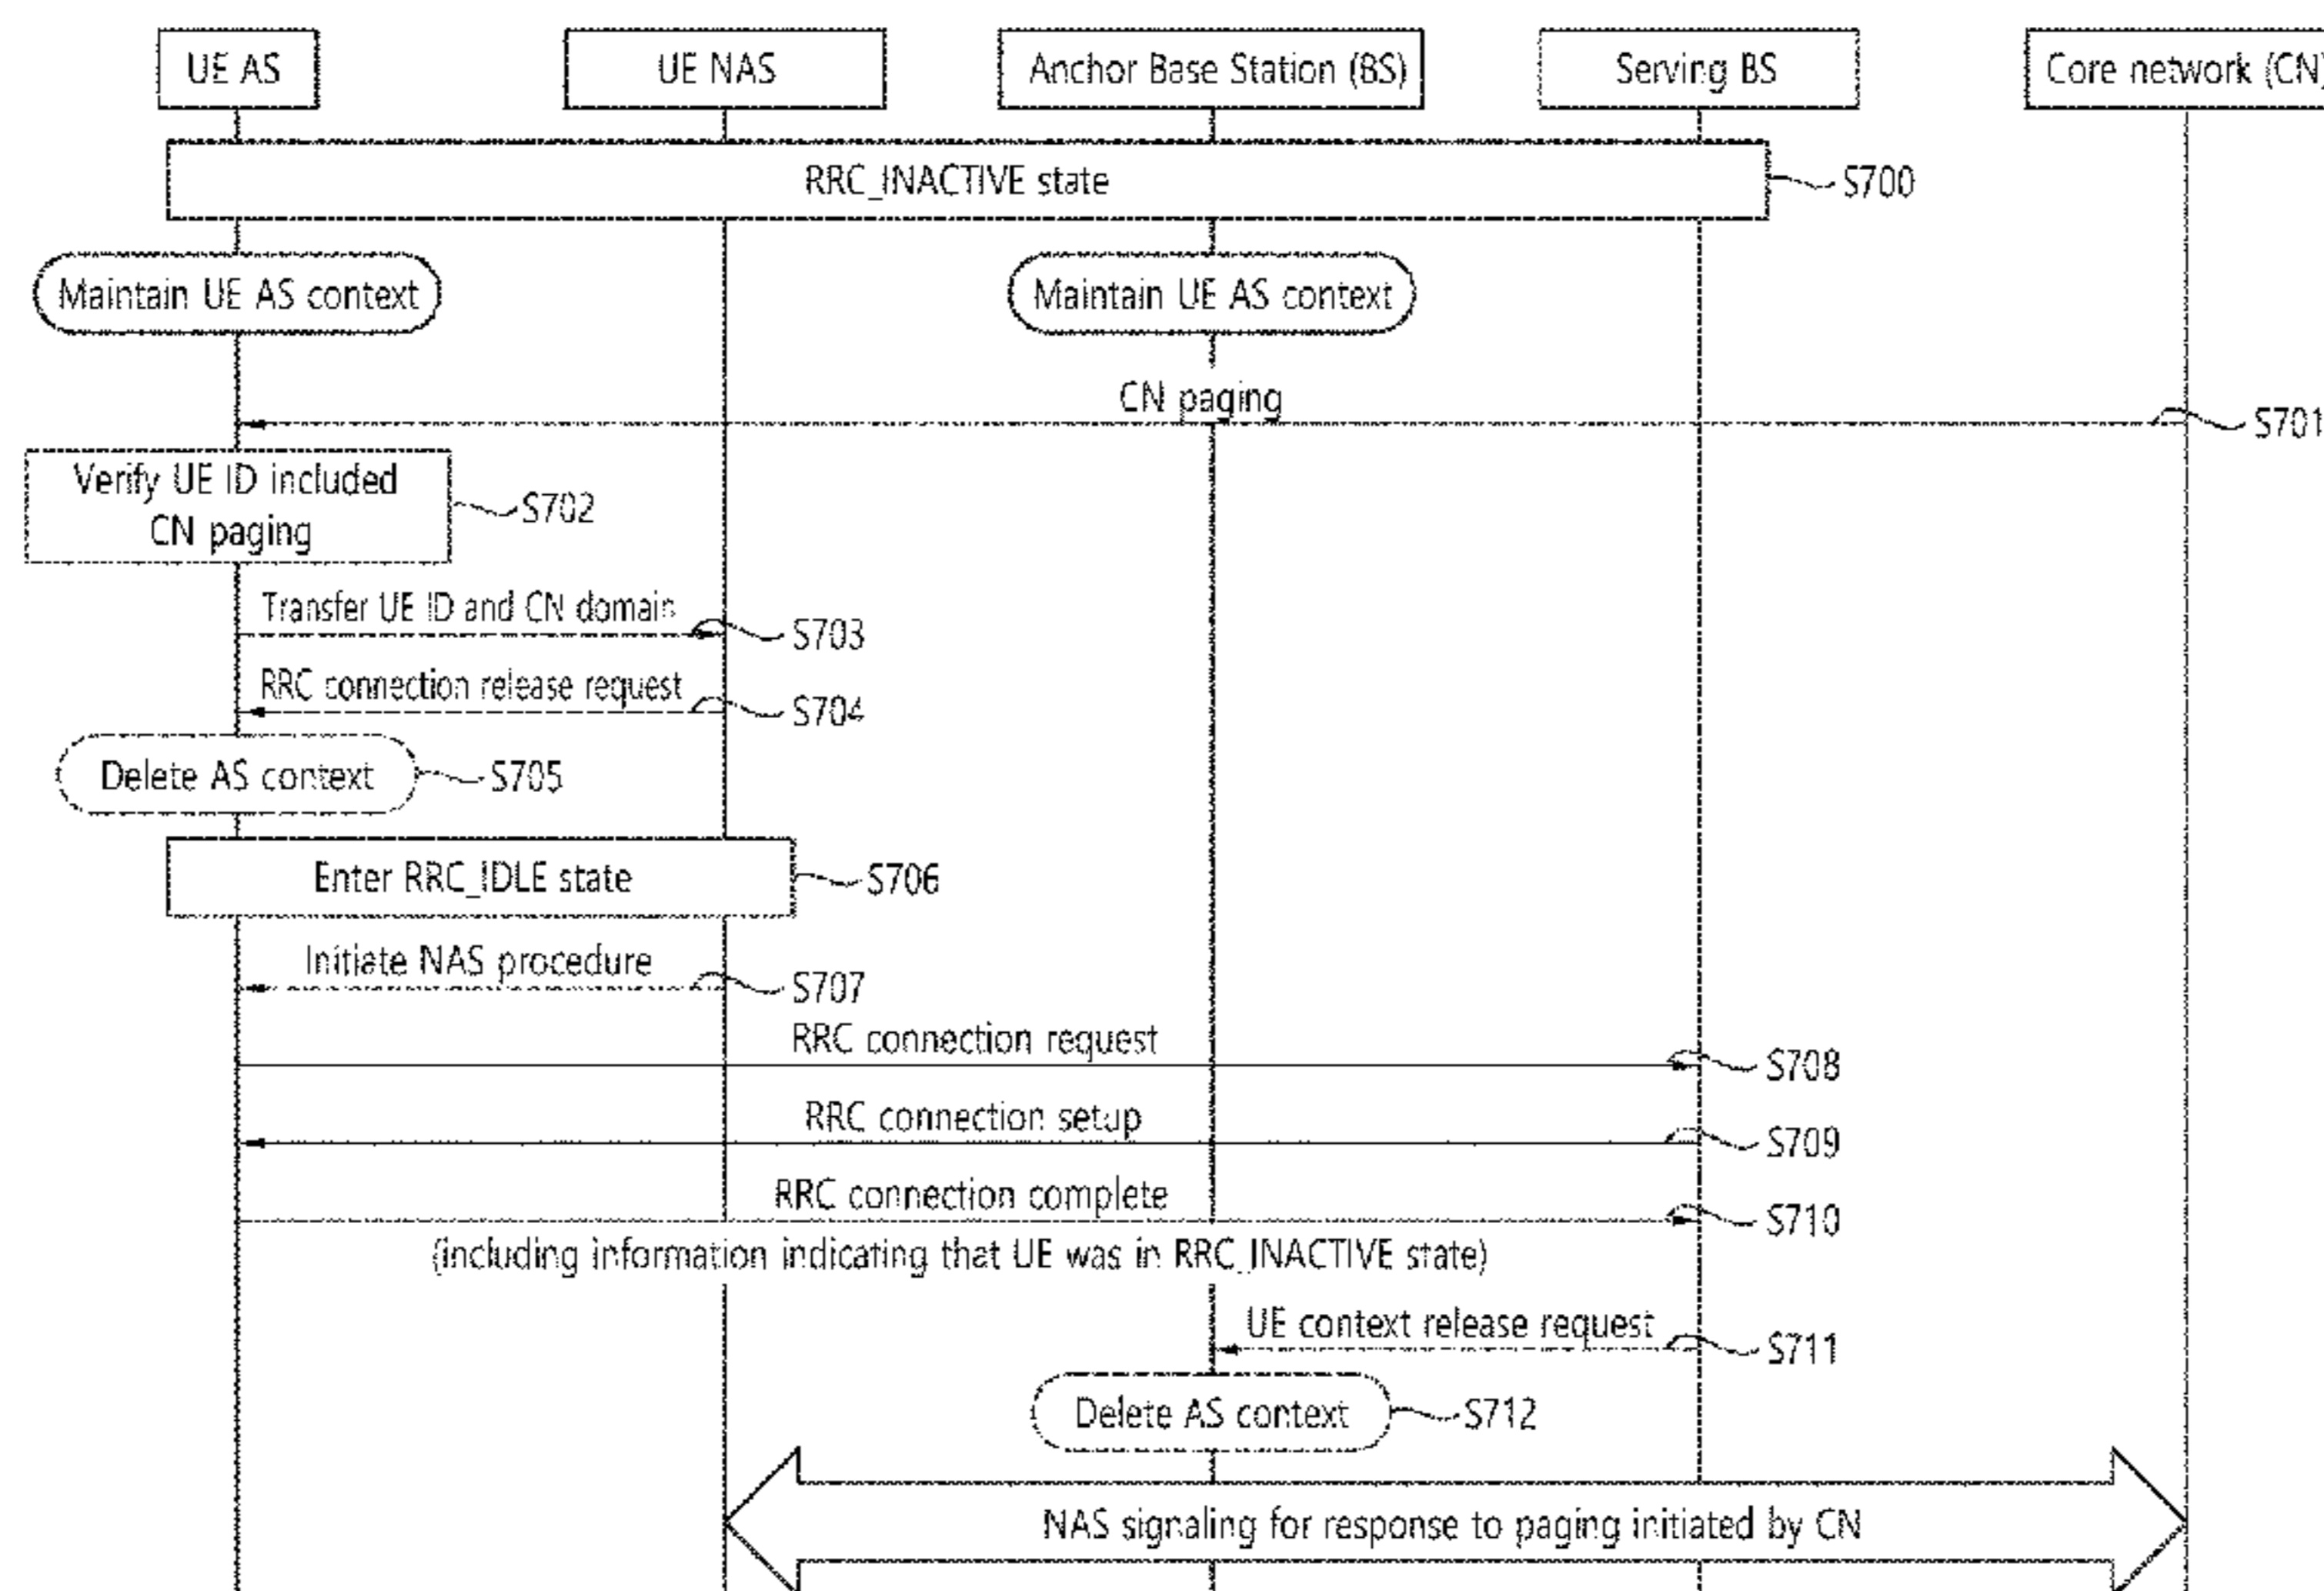 UE AS
UE NAS
Anchor Base Station (BS)
Serving BS
Core network (CN)
RRC_INACTIVE state
S700
Maintain UE AS context
Maintain UE AS context
CN paging
S701
Verify UE ID included
CN paging
S702
Transfer UE ID and CN domain
S703
RRC connection release request
S704
Delete AS context
S705
Enter RRC_IDLE state
S706
Initiate NAS procedure
S707
RRC connection request
S708
RRC connection setup
S709
RRC connection complete
S710
(including information indicating that UE was in RRC_INACTIVE state)
UE context release request
S711
Delete AS context
S712
NAS signaling for response to paging initiated by CN